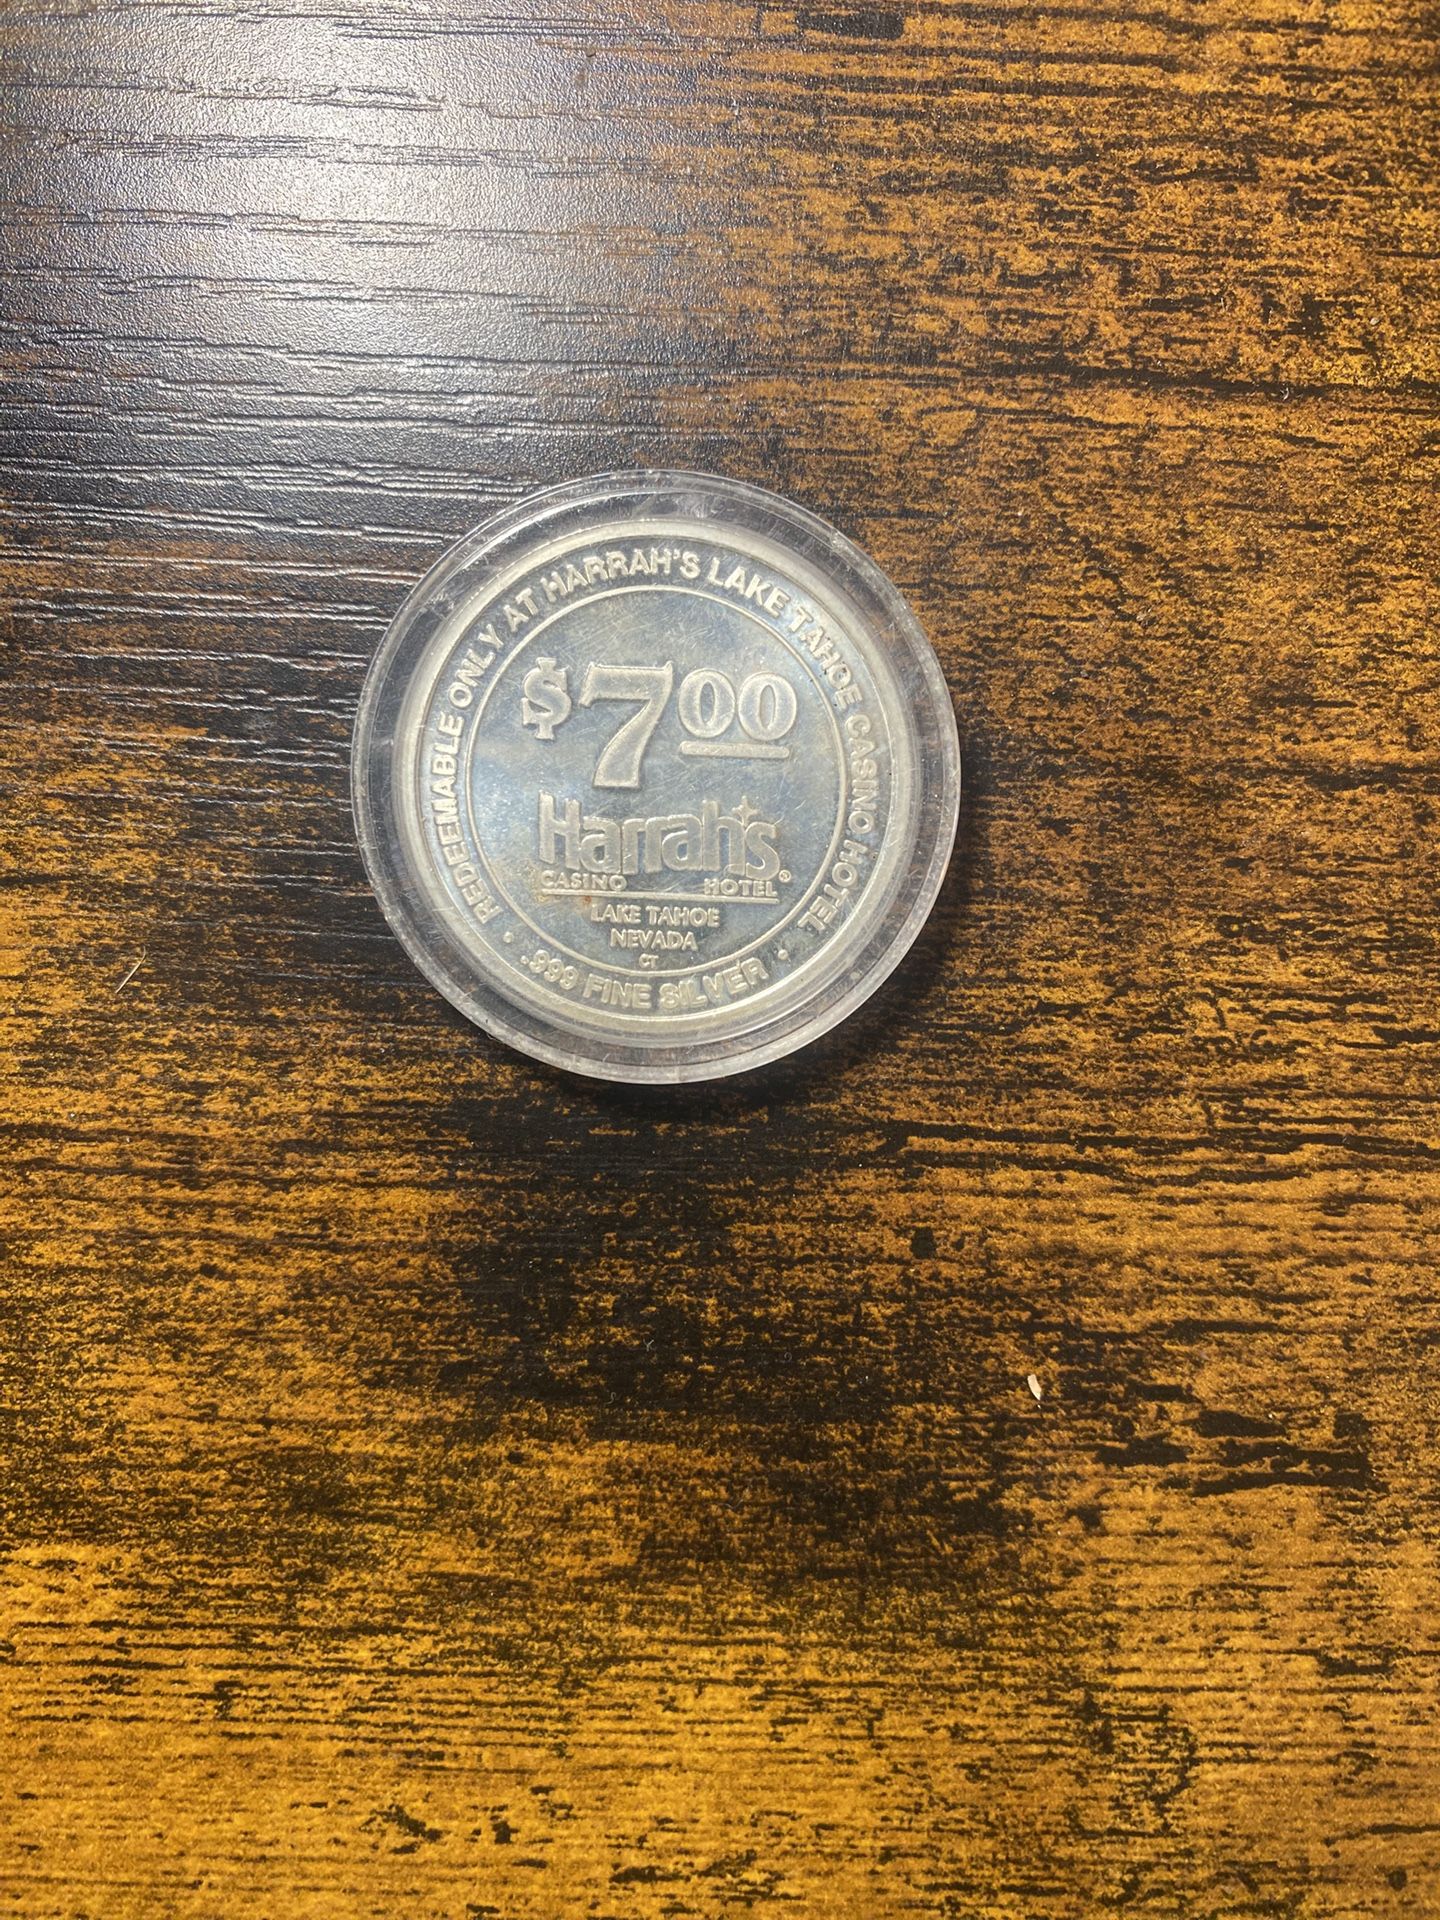 REDEEMABLE ONLY AT HARRAH'S LAKE TAHOE CASINO HOTEL
$7 00
Harrah's®
CASINO HOTEL
LAKE TAHOE
NEVADA
CT
• .999 FINE SILVER •